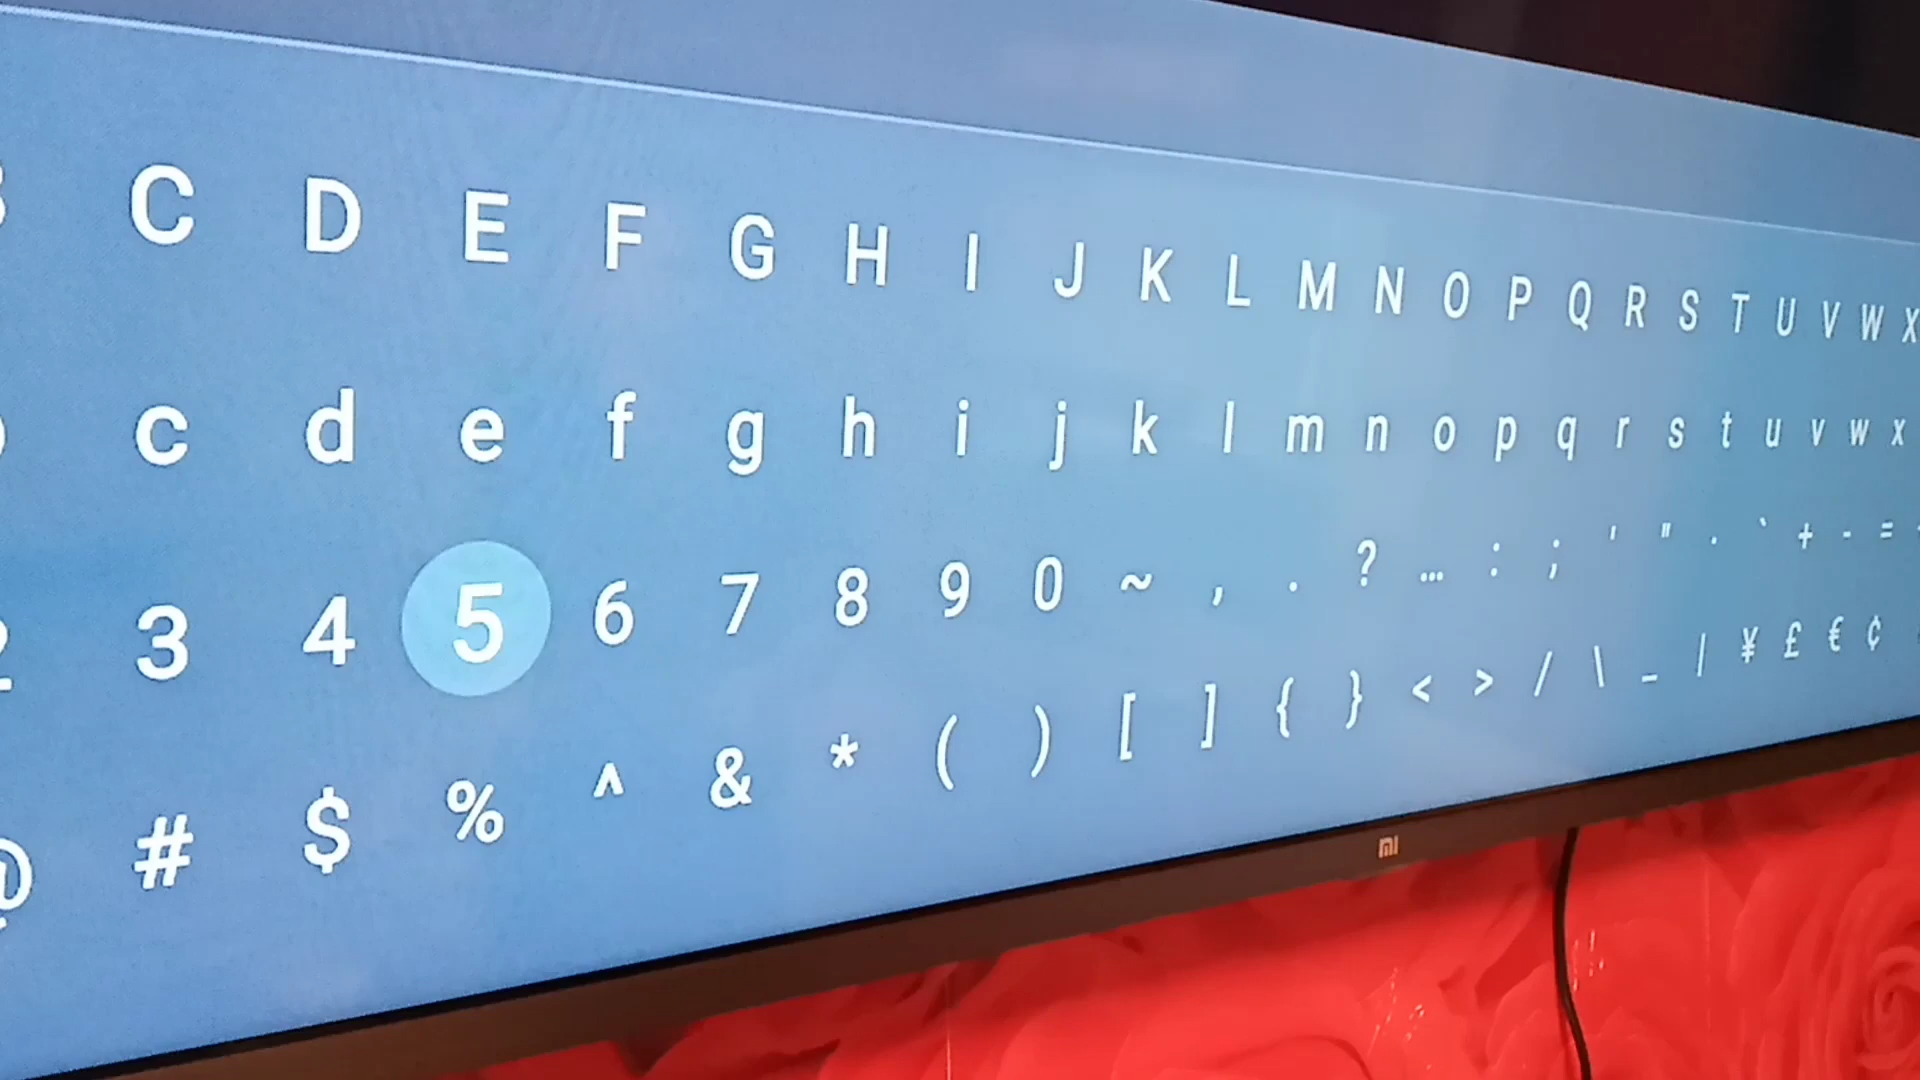 C D E F G H I J K L M N O P Q R S T U V W X
c d e f g h i j k l m n o p q r s t u v w x
3 4 5 6 7 8 9 0 ~ , . ? … : ; ' " · ` + - =
@ # $ % ^ & * ( ) [ ] { } < > / \ _ | ¥ £ € ¢
mi